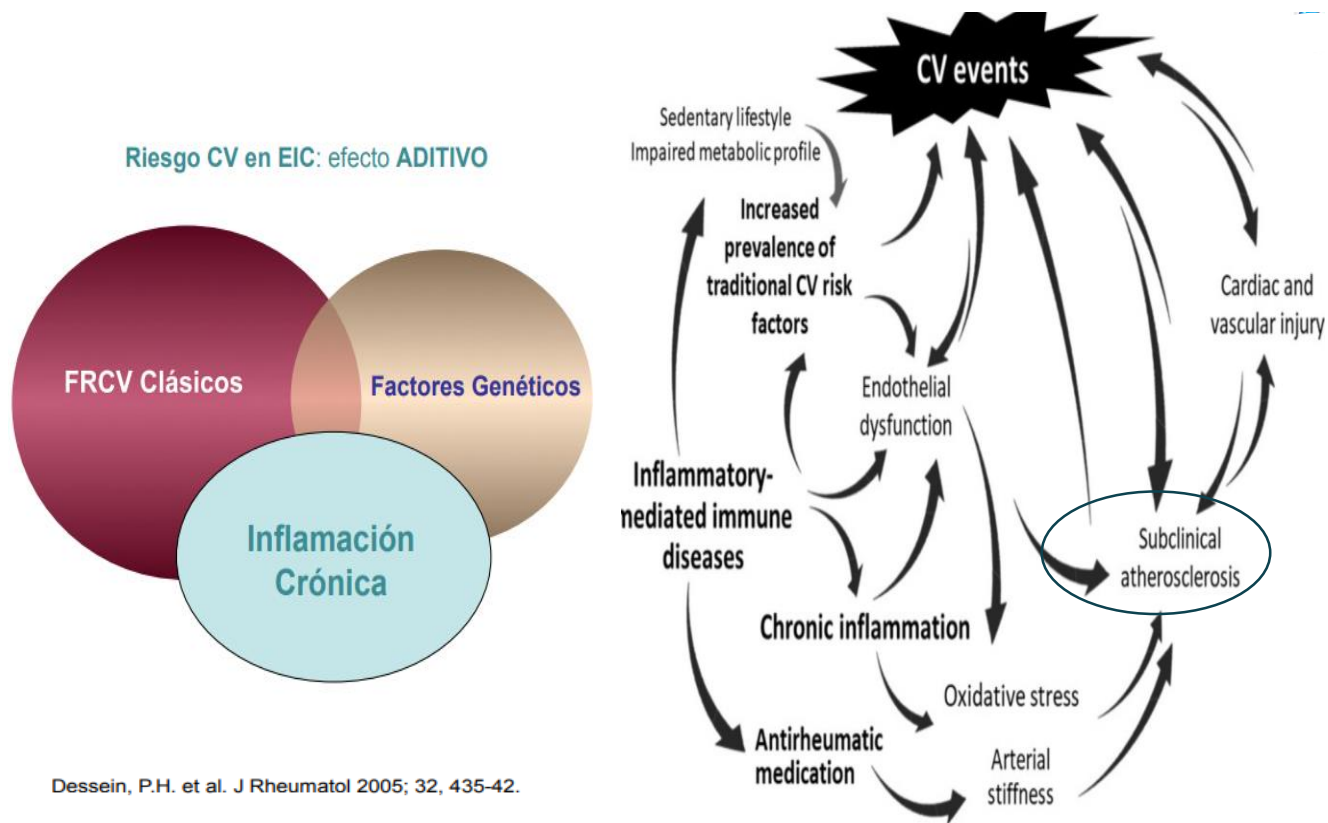 Riesgo CV en EIC: efecto ADITIVO
FRCV Clásicos
Factores Genéticos
Inflamación
Crónica
Dessein, P.H. et al. J Rheumatol 2005; 32, 435-42.
CV events
Sedentary lifestyle
Impaired metabolic profile
Increased
prevalence of
traditional CV risk
factors
Cardiac and
vascular injury
Endothelial
dysfunction
Inflammatory-
mediated immune
diseases
Subclinical
atherosclerosis
Chronic inflammation
Oxidative stress
Antirheumatic
medication
Arterial
stiffness